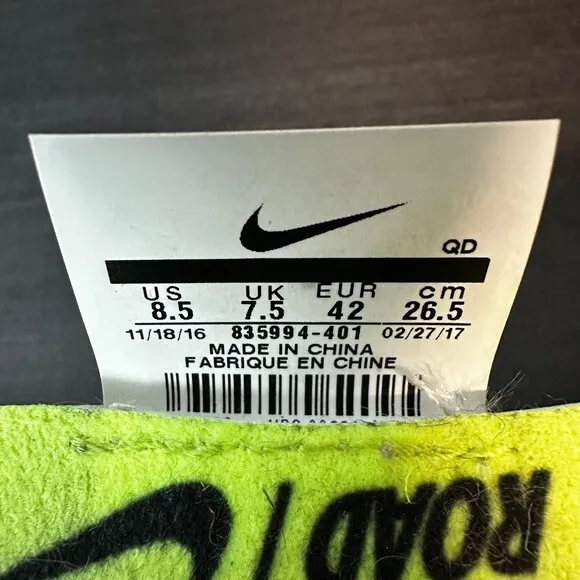 QD
US UK EUR cm
8.5 7.5 42 26.5
11/18/16 835994-401 02/27/17
MADE IN CHINA
FABRIQUE EN CHINE
ROAD